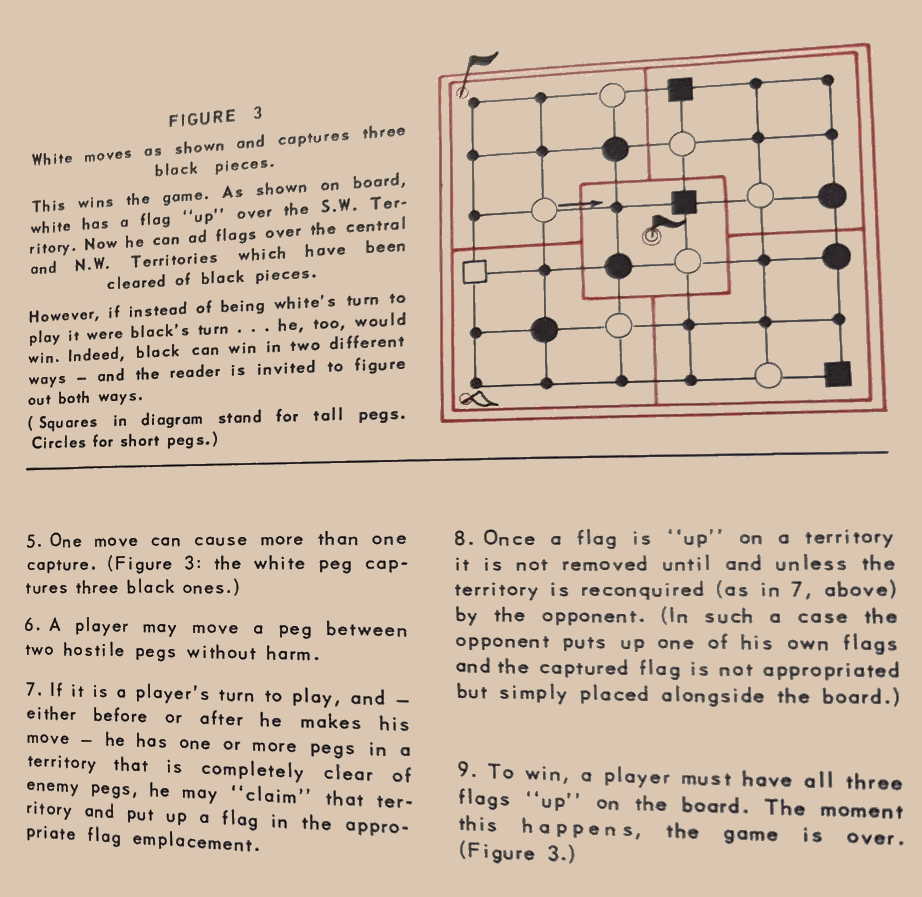 FIGURE 3
White moves as shown and captures three
black pieces.
This wins the game. As shown on board,
white has a flag "up" over the S.W. Ter-
ritory. Now he can ad flags over the central
and N.W. Territories which have been
cleared of black pieces.
However, if instead of being white's turn to
play it were black's turn . . . he, too, would
win. Indeed, black can win in two different
ways — and the reader is invited to figure
out both ways.
( Squares in diagram stand for tall pegs.
Circles for short pegs.)
5. One move can cause more than one
capture. (Figure 3: the white peg cap-
tures three black ones.)
6. A player may move a peg between
two hostile pegs without harm.
7. If it is a player's turn to play, and —
either before or after he makes his
move — he has one or more pegs in a
territory that is completely clear of
enemy pegs, he may "claim" that ter-
ritory and put up a flag in the appro-
priate flag emplacement.
8. Once a flag is "up" on a territory
it is not removed until and unless the
territory is reconquired (as in 7, above)
by the opponent. (In such a case the
opponent puts up one of his own flags
and the captured flag is not appropriated
but simply placed alongside the board.)
9. To win, a player must have all three
flags "up" on the board. The moment
this happens, the game is over.
(Figure 3.)